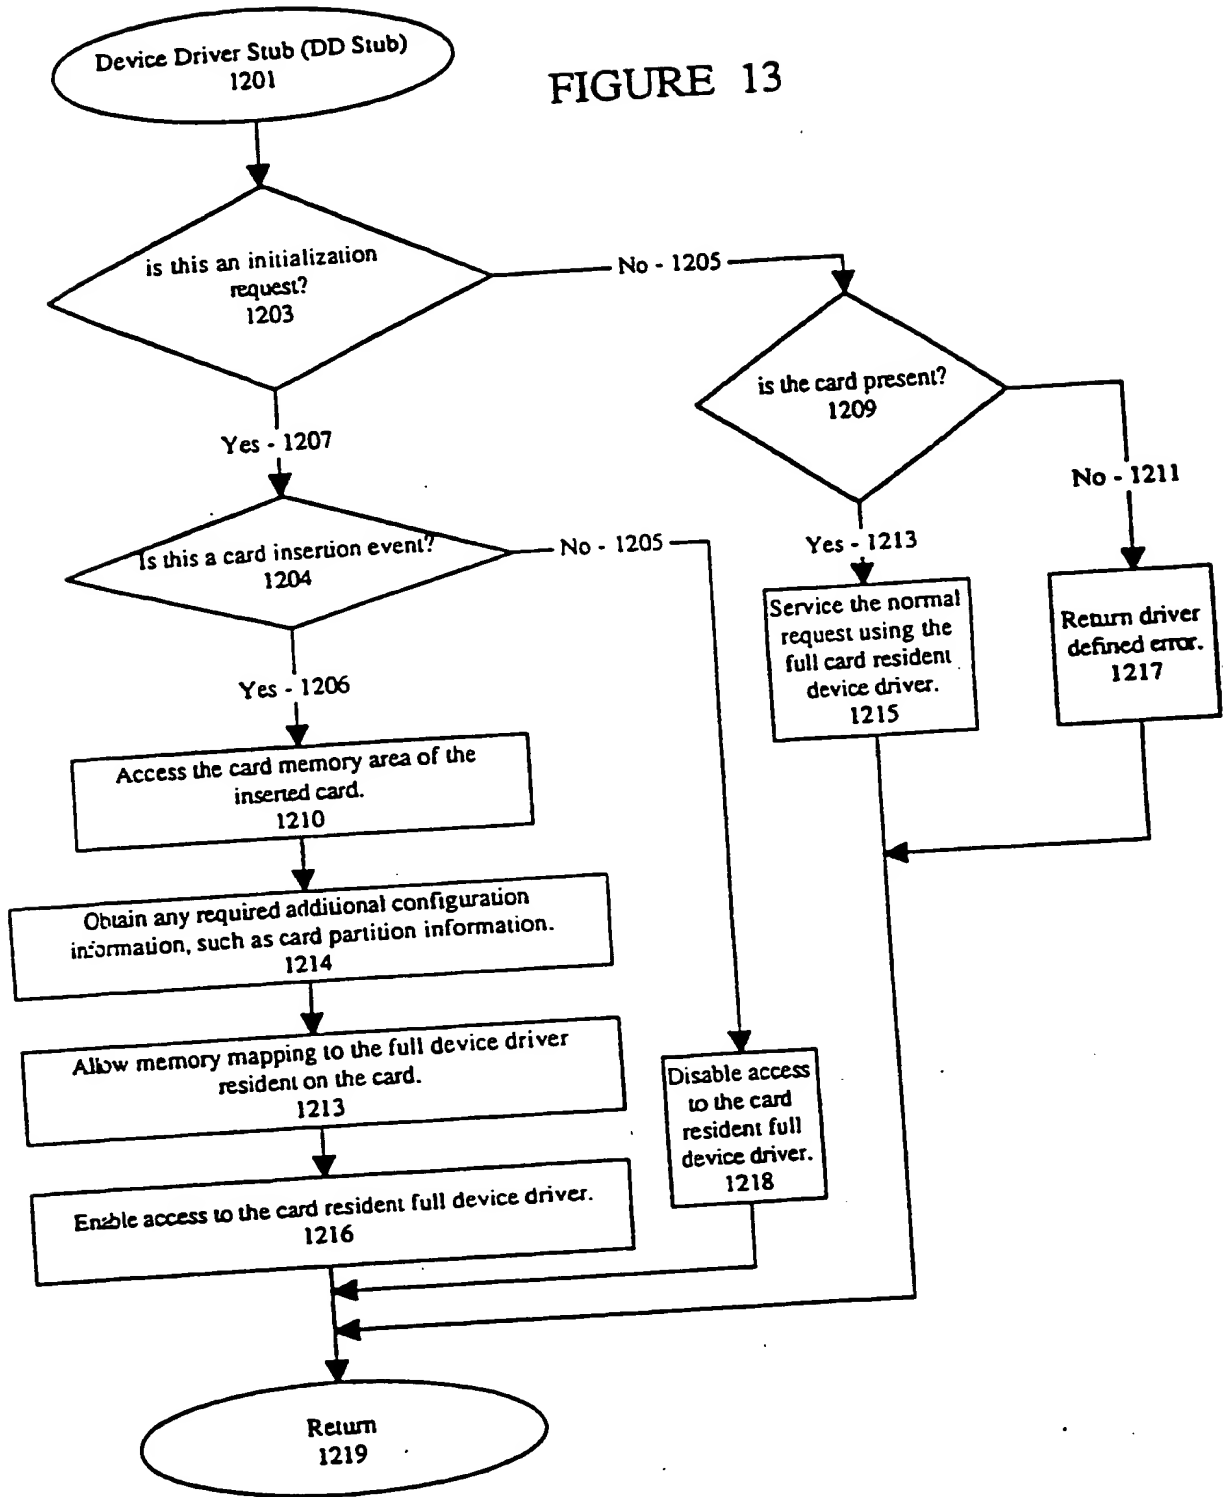 Device Driver Stub (DD Stub)
1201
FIGURE 13
is this an initialization
request?
1203
No - 1205
is the card present?
1209
Yes - 1207
No - 1211
Is this a card insertion event?
1204
No - 1205
Yes - 1213
Service the normal
request using the
full card resident
device driver.
1215
Return driver
defined error.
1217
Yes - 1206
Access the card memory area of the
inserted card.
1210
Obtain any required additional configuration
information, such as card partition information.
1214
Allow memory mapping to the full device driver
resident on the card.
1213
Disable access
to the card
resident full
device driver.
1218
Enable access to the card resident full device driver.
1216
Return
1219